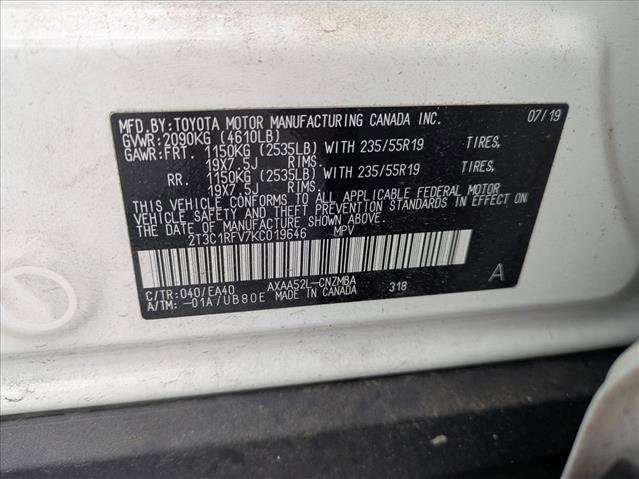 MFD.BY:TOYOTA MOTOR MANUFACTURING CANADA INC. 07/19
GVWR:2090KG (4610LB)
GAWR:FRT. 1150KG (2535LB) WITH 235/55R19 TIRES,
19X7.5J RIMS.
RR. 1150KG (2535LB) WITH 235/55R19 TIRES,
19X7.5J RIMS.
THIS VEHICLE CONFORMS TO ALL APPLICABLE FEDERAL MOTOR
VEHICLE SAFETY AND THEFT PREVENTION STANDARDS IN EFFECT ON
THE DATE OF MANUFACTURE SHOWN ABOVE.
2T3C1RFV7KC019646 MPV
C/TR:040/EA40 AXAA52L-CNZMBA 318 A
A/TM:-01A/UB80E MADE IN CANADA